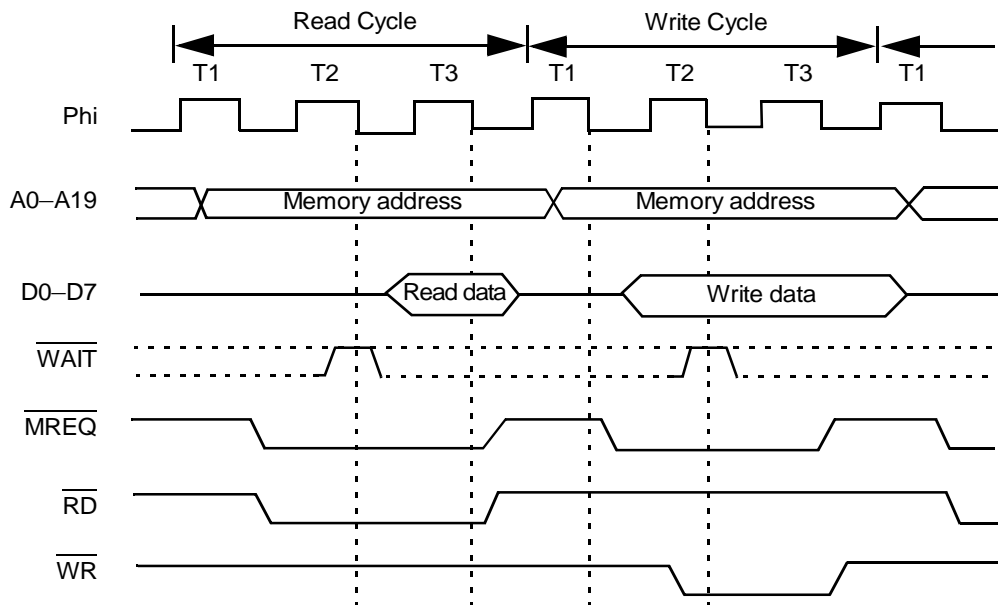 Read Cycle Write Cycle
T1 T2 T3 T1 T2 T3 T1
Phi
A0–A19 Memory address Memory address
D0–D7 Read data Write data
WAIT
MREQ
RD
WR